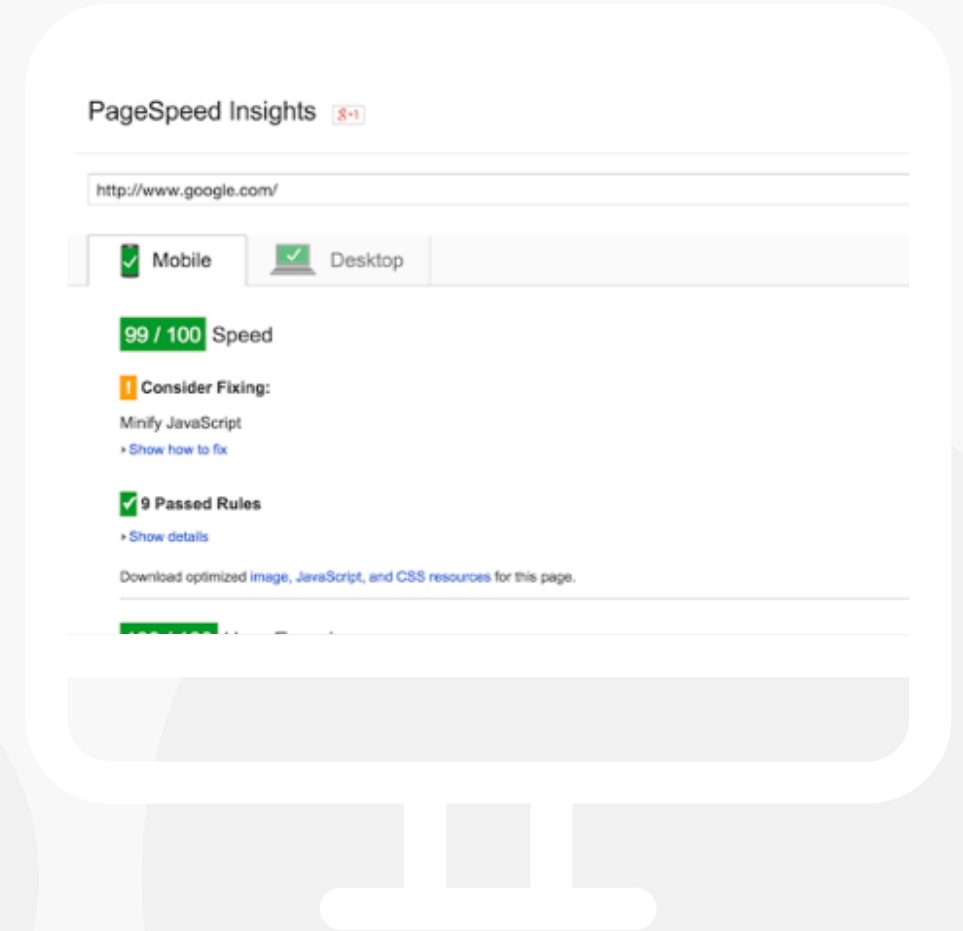 PageSpeed Insights g+1
http://www.google.com/
Mobile Desktop
99 / 100 Speed
! Consider Fixing:
Minify JavaScript
Show how to fix
9 Passed Rules
Show details
Download optimized image, JavaScript, and CSS resources for this page.